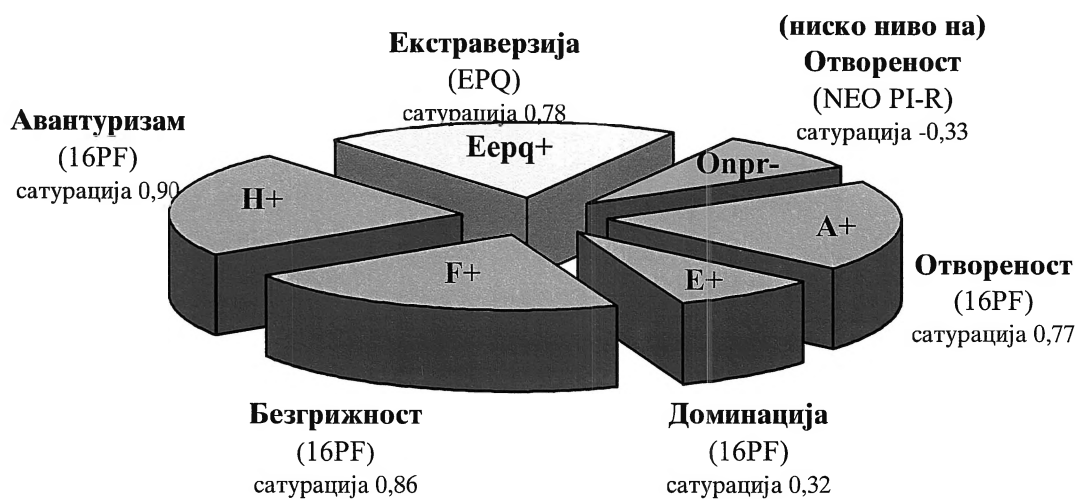 Екстраверзија
(EPQ)
сатурација 0,78
Eepq+
(ниско ниво на)
Отвореност
(NEO PI-R)
сатурација -0,33
Onpr-
Авантуризам
(16PF)
сатурација 0,90
H+
A+
Отвореност
(16PF)
сатурација 0,77
F+
E+
Безгрижност
(16PF)
сатурација 0,86
Доминација
(16PF)
сатурација 0,32